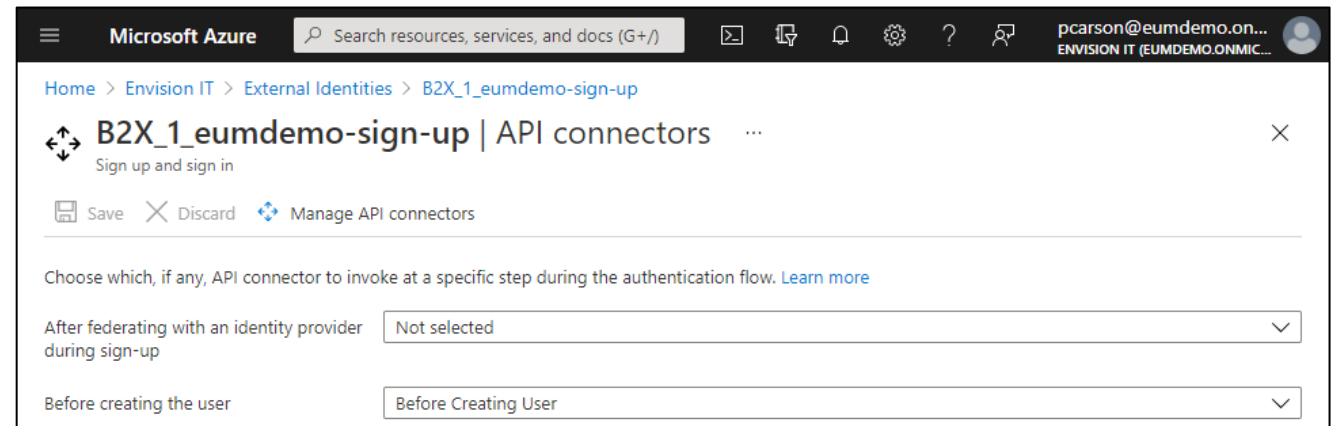 Microsoft Azure
Search resources, services, and docs (G+/)
pcarson@eumdemo.on...
ENVISION IT (EUMDEMO.ONMIC...
Home > Envision IT > External Identities > B2X_1_eumdemo-sign-up
B2X_1_eumdemo-sign-up | API connectors ...
Sign up and sign in
Save Discard Manage API connectors
Choose which, if any, API connector to invoke at a specific step during the authentication flow. Learn more
After federating with an identity provider
during sign-up
Not selected
Before creating the user
Before Creating User